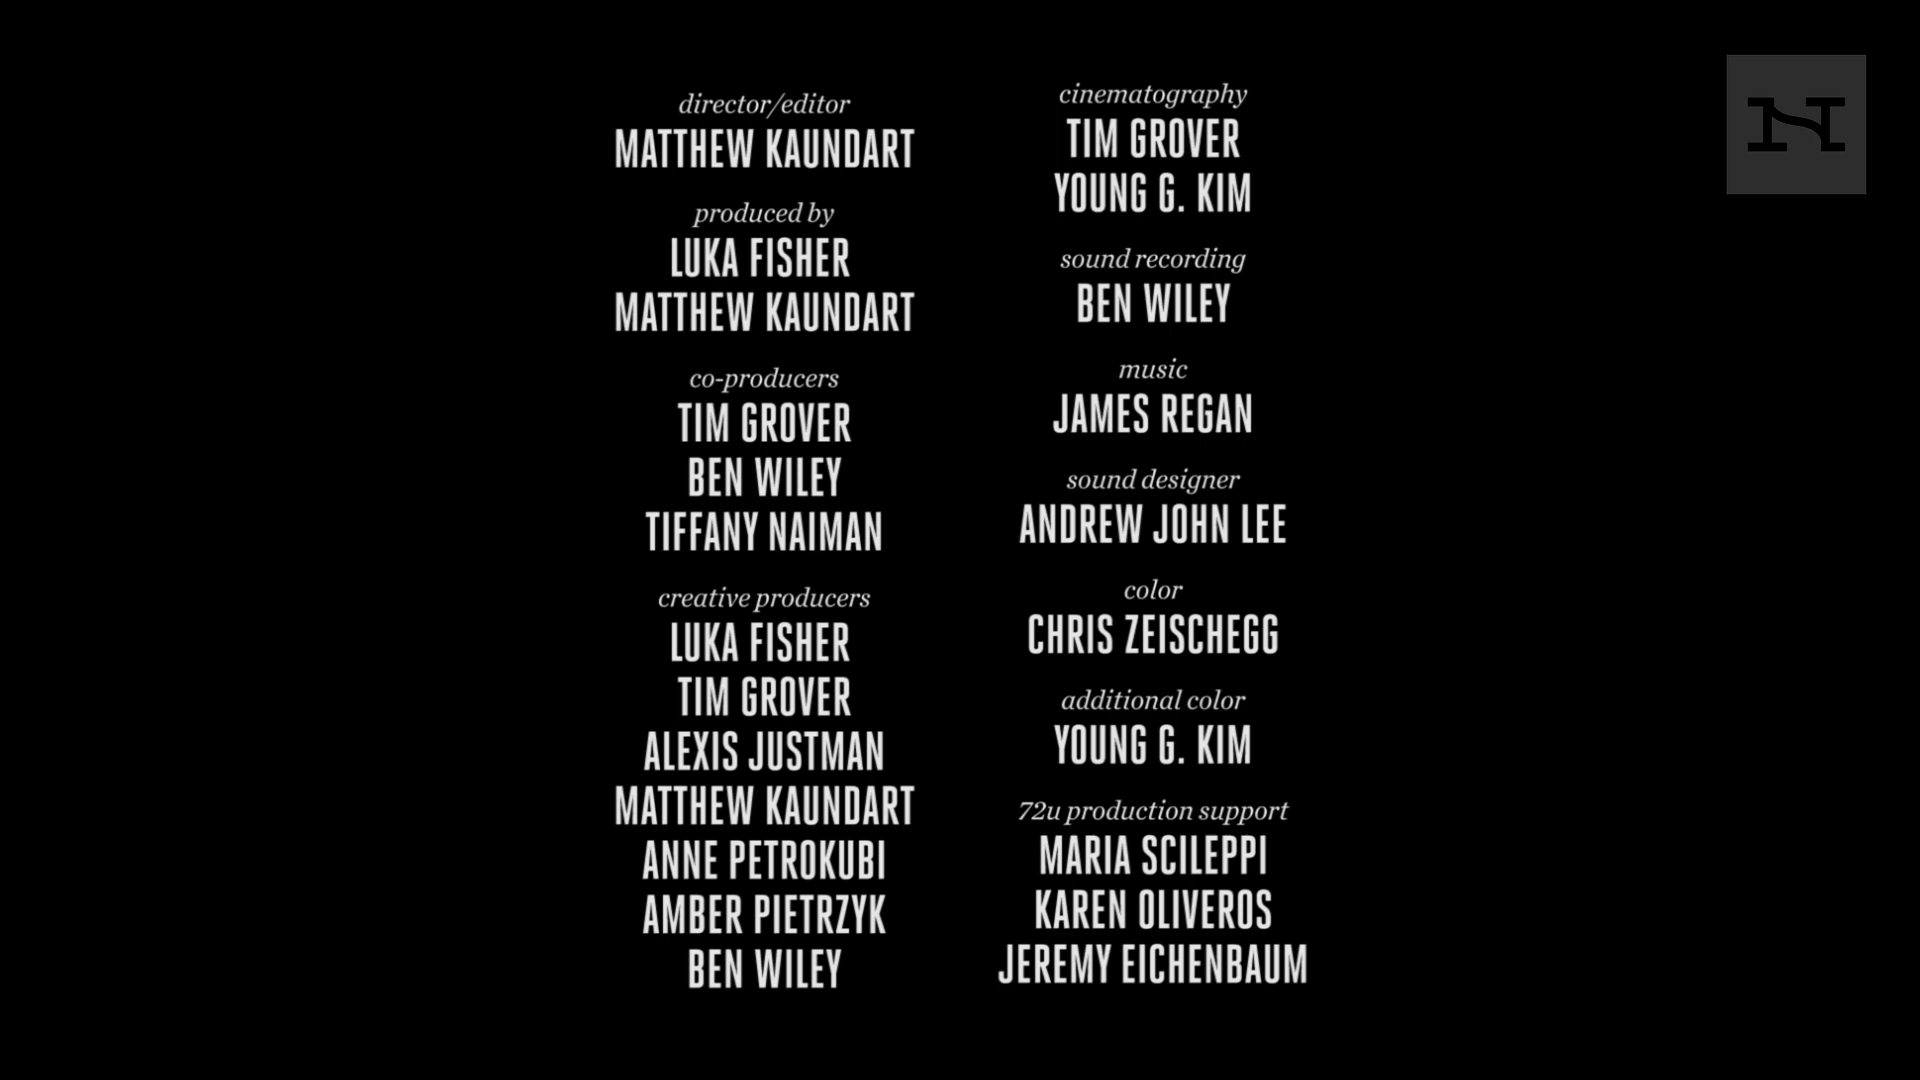 director/editor
MATTHEW KAUNDART
produced by
LUKA FISHER
MATTHEW KAUNDART
co-producers
TIM GROVER
BEN WILEY
TIFFANY NAIMAN
creative producers
LUKA FISHER
TIM GROVER
ALEXIS JUSTMAN
MATTHEW KAUNDART
ANNE PETROKUBI
AMBER PIETRZYK
BEN WILEY
cinematography
TIM GROVER
YOUNG G. KIM
sound recording
BEN WILEY
music
JAMES REGAN
sound designer
ANDREW JOHN LEE
color
CHRIS ZEISCHEGG
additional color
YOUNG G. KIM
72u production support
MARIA SCILEPPI
KAREN OLIVEROS
JEREMY EICHENBAUM
N